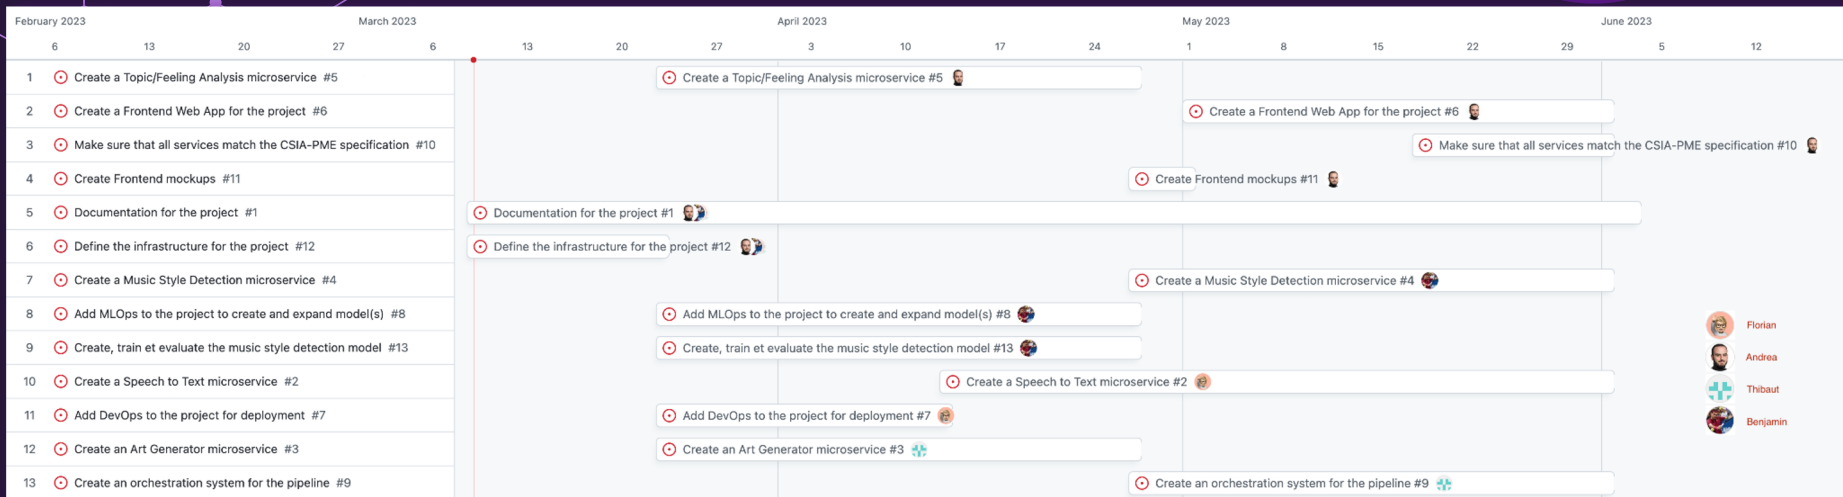 February 2023 March 2023 April 2023 May 2023 June 2023
6 13 20 27 6 13 20 27 3 10 17 24 1 8 15 22 29 5 12
1 Create a Topic/Feeling Analysis microservice #5 Create a Topic/Feeling Analysis microservice #5
2 Create a Frontend Web App for the project #6 Create a Frontend Web App for the project #6
3 Make sure that all services match the CSIA-PME specification #10 Make sure that all services match the CSIA-PME specification #10
4 Create Frontend mockups #11 Create Frontend mockups #11
5 Documentation for the project #1 Documentation for the project #1
6 Define the infrastructure for the project #12 Define the infrastructure for the project #12
7 Create a Music Style Detection microservice #4 Create a Music Style Detection microservice #4
8 Add MLOps to the project to create and expand model(s) #8 Add MLOps to the project to create and expand model(s) #8
Florian
9 Create, train et evaluate the music style detection model #13 Create, train et evaluate the music style detection model #13
Andrea
10 Create a Speech to Text microservice #2 Create a Speech to Text microservice #2
Thibaut
11 Add DevOps to the project for deployment #7 Add DevOps to the project for deployment #7
Benjamin
12 Create an Art Generator microservice #3 Create an Art Generator microservice #3
13 Create an orchestration system for the pipeline #9 Create an orchestration system for the pipeline #9